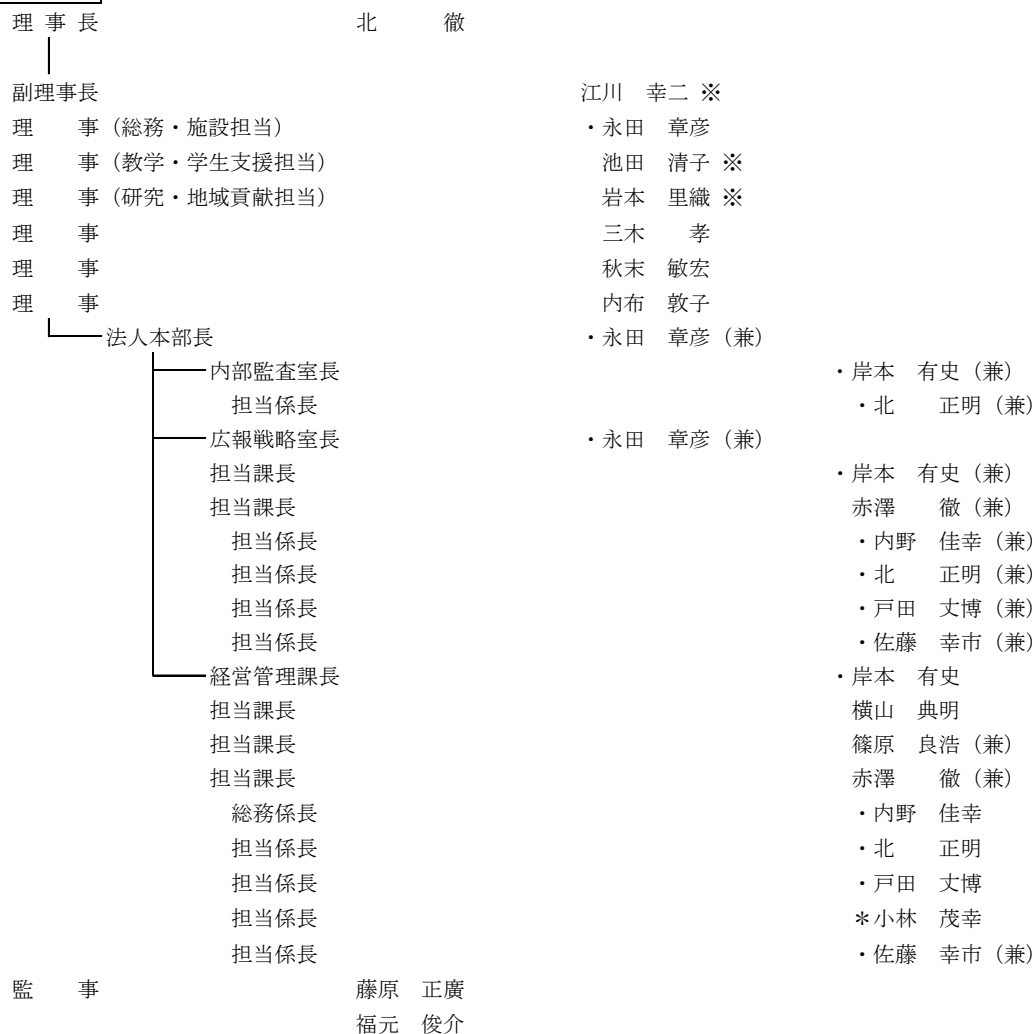 理 事 長 北 徹
副理事長 江川 幸二 ※
理 事（総務・施設担当） ・永田 章彦
理 事（教学・学生支援担当） 池田 清子 ※
理 事（研究・地域貢献担当） 岩本 里織 ※
理 事 三木 孝
理 事 秋末 敏宏
理 事 内布 敦子
法人本部長 ・永田 章彦（兼）
内部監査室長 ・岸本 有史（兼）
担当係長 ・北 正明（兼）
広報戦略室長 ・永田 章彦（兼）
担当課長 ・岸本 有史（兼）
担当課長 赤澤 徹（兼）
担当係長 ・内野 佳幸（兼）
担当係長 ・北 正明（兼）
担当係長 ・戸田 丈博（兼）
担当係長 ・佐藤 幸市（兼）
経営管理課長 ・岸本 有史
担当課長 横山 典明
担当課長 篠原 良浩（兼）
担当課長 赤澤 徹（兼）
総務係長 ・内野 佳幸
担当係長 ・北 正明
担当係長 ・戸田 丈博
担当係長 ＊小林 茂幸
担当係長 ・佐藤 幸市（兼）
監 事 藤原 正廣
福元 俊介